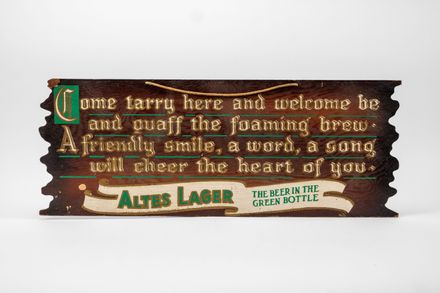 Come tarry here and welcome be
and quaff the foaming brew.
A friendly smile, a word, a song
will cheer the heart of you.
ALTES LAGER
THE BEER IN THE
GREEN BOTTLE